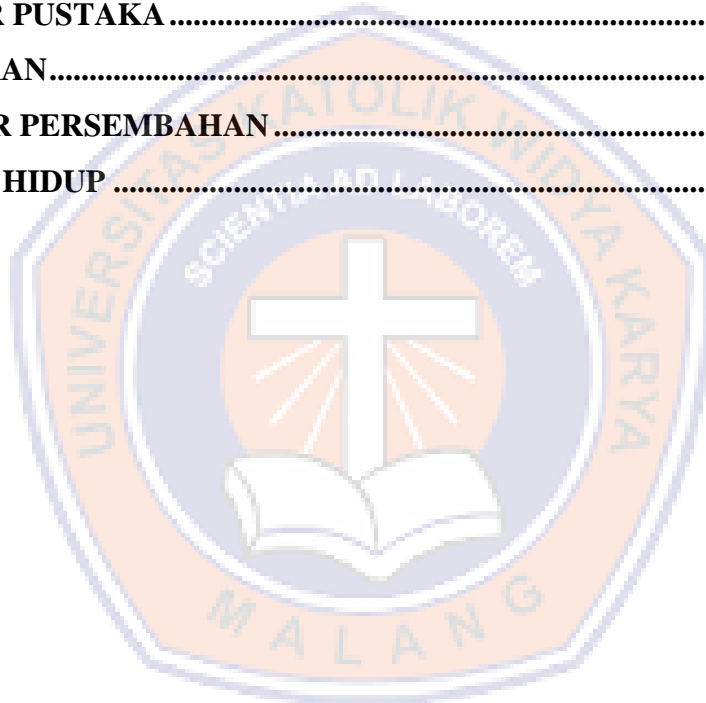 R PUSTAKA
AN
R PERSEMBAHAN
HIDUP
UNIVERSITAS KATOLIK WIDYA KARYA
SCIENTIA AD LABOREM
MALANG